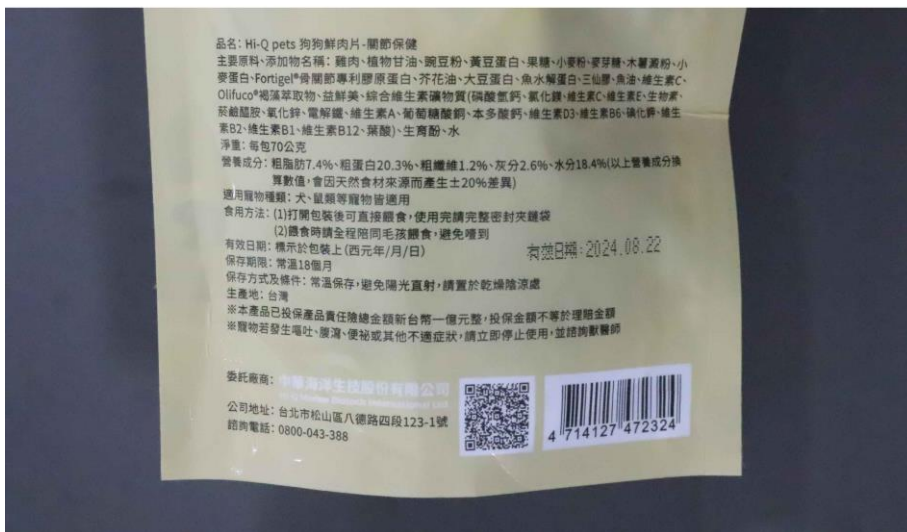 品名: Hi-Q pets 狗狗鮮肉片-關節保健
主要原料、添加物名稱: 雞肉、植物甘油、豌豆粉、黃豆蛋白、果糖、小麥粉、麥芽糖、木薯澱粉、小
麥蛋白、Fortigel®骨關節專利膠原蛋白、芥花油、大豆蛋白、魚水解蛋白、三仙膠、魚油、維生素C、
Olifuco®褐藻萃取物、益鮮美、綜合維生素礦物質(磷酸氫鈣、氯化鎂、維生素C、維生素E、生物素、
菸鹼醯胺、氧化鋅、電解鐵、維生素A、葡萄糖酸銅、本多酸鈣、維生素D3、維生素B6、碘化鉀、維生
素B2、維生素B1、維生素B12、葉酸)、生育酚、水
淨重: 每包70公克
營養成分: 粗脂肪7.4%、粗蛋白20.3%、粗纖維1.2%、灰分2.6%、水分18.4%(以上營養成分換
算數值,會因天然食材來源而產生±20%差異)
適用寵物種類: 犬、鼠類等寵物皆適用
食用方法: (1)打開包裝後可直接餵食,使用完請完整密封夾鏈袋
(2)餵食時請全程陪同毛孩餵食,避免噎到
有效日期: 標示於包裝上(西元年/月/日)
有效日期:2024.08.22
保存期限: 常溫18個月
保存方式及條件: 常溫保存,避免陽光直射,請置於乾燥陰涼處
生產地: 台灣
※本產品已投保產品責任險總金額新台幣一億元整,投保金額不等於理賠金額
※寵物若發生嘔吐、腹瀉、便祕或其他不適症狀,請立即停止使用,並諮詢獸醫師
委託廠商: 中華海洋生技股份有限公司
公司地址: 台北市松山區八德路四段123-1號
諮詢電話: 0800-043-388
4 714127 472324